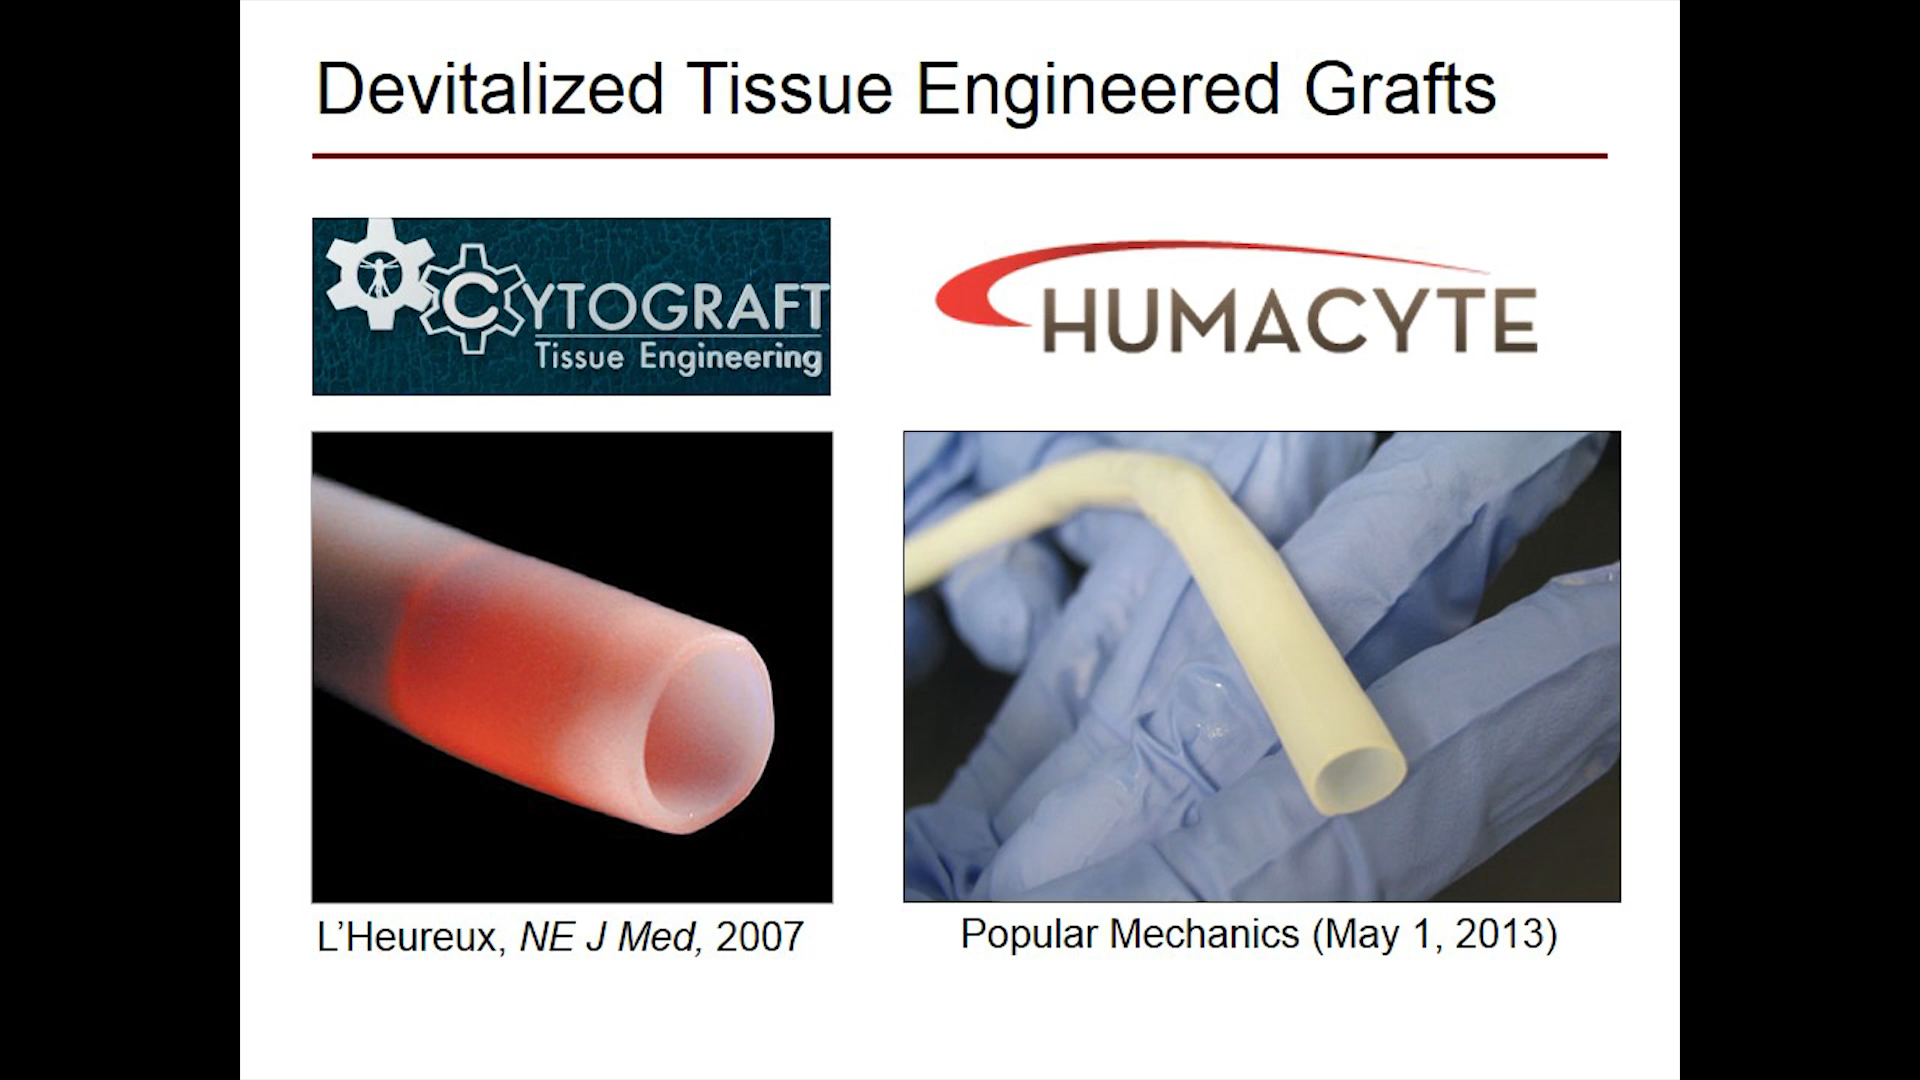 Devitalized Tissue Engineered Grafts
CYTOGRAFT
Tissue Engineering
HUMACYTE
L’Heureux, NE J Med, 2007
Popular Mechanics (May 1, 2013)